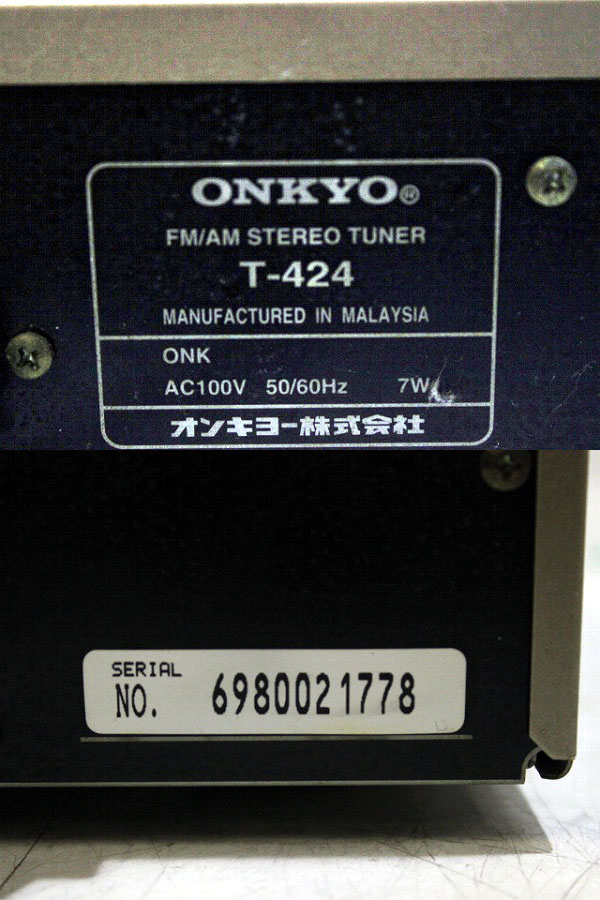 ONKYO®
FM/AM STEREO TUNER
T-424
MANUFACTURED IN MALAYSIA
ONK
AC100V 50/60Hz 7W
オンキヨー株式会社
SERIAL
NO. 6980021778